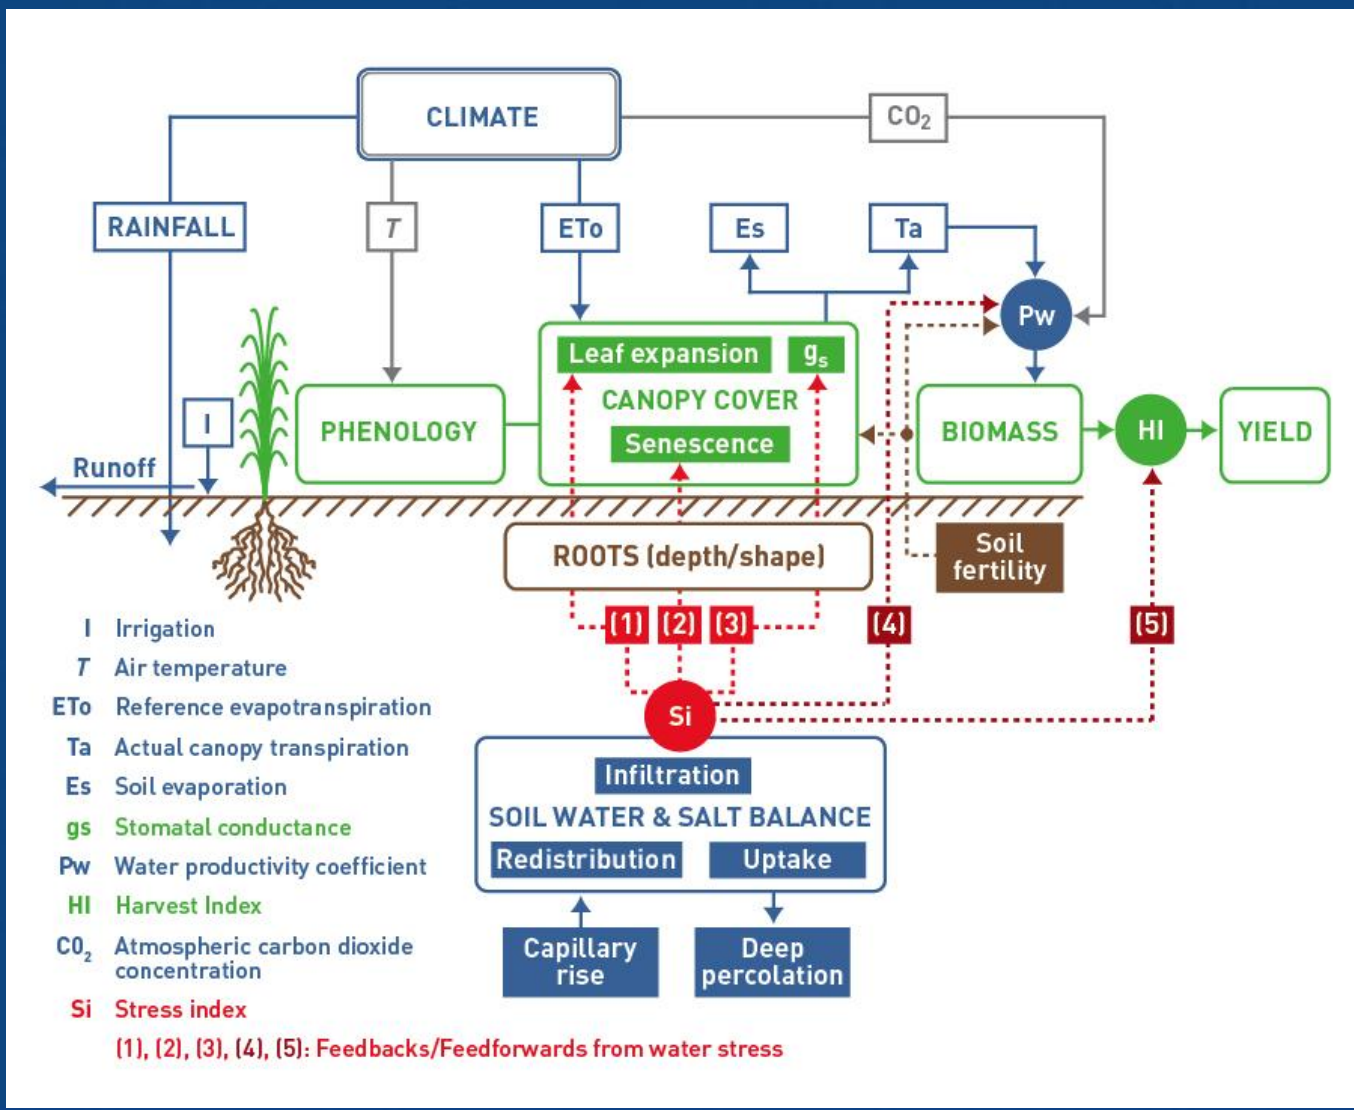 CLIMATE
CO₂
RAINFALL
T
ETo
Es
Ta
Pw
Leaf expansion
gs
CANOPY COVER
Senescence
I
PHENOLOGY
BIOMASS
HI
YIELD
Runoff
ROOTS (depth/shape)
Soil
fertility
(1)
(2)
(3)
(4)
(5)
Si
Infiltration
SOIL WATER & SALT BALANCE
Redistribution
Uptake
Capillary
rise
Deep
percolation
I Irrigation
T Air temperature
ETo Reference evapotranspiration
Ta Actual canopy transpiration
Es Soil evaporation
gs Stomatal conductance
Pw Water productivity coefficient
HI Harvest Index
CO₂ Atmospheric carbon dioxide
concentration
Si Stress index
(1), (2), (3), (4), (5): Feedbacks/Feedforwards from water stress